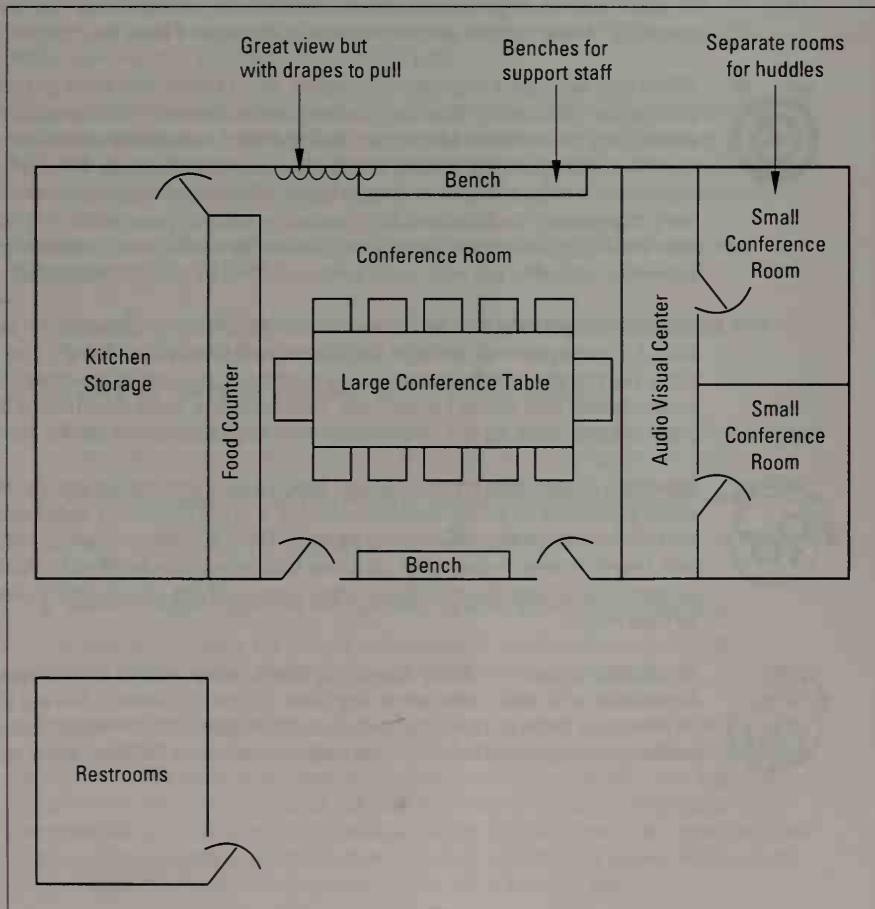 Great view but
with drapes to pull
Benches for
support staff
Separate rooms
for huddles
Bench
Small
Conference
Room
Conference Room
Kitchen
Storage
Food Counter
Large Conference Table
Audio Visual Center
Small
Conference
Room
Bench
Restrooms